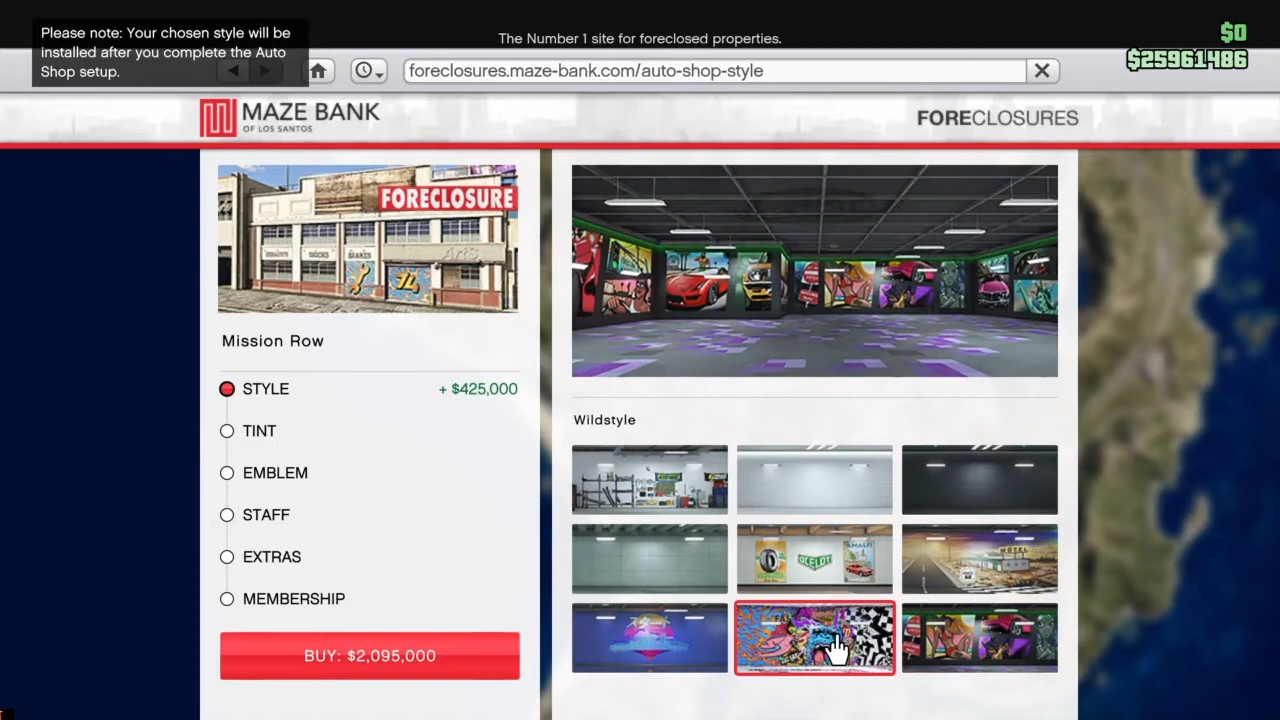 Please note: Your chosen style will be
installed after you complete the Auto
Shop setup.
The Number 1 site for foreclosed properties.
$0
$25961486
foreclosures.maze-bank.com/auto-shop-style
MAZE BANK
OF LOS SANTOS
FORECLOSURES
FORECLOSURE
Mission Row
STYLE
+ $425,000
TINT
EMBLEM
STAFF
EXTRAS
MEMBERSHIP
BUY: $2,095,000
Wildstyle
OCELOT
MOTEL